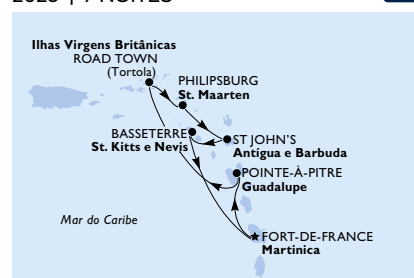 Ilhas Virgens Britânicas
ROAD TOWN
(Tortola)
PHILIPSBURG
St. Maarten
BASSETERRE
St. Kitts e Nevis
ST JOHN'S
Antígua e Barbuda
POINTE-À-PITRE
Guadalupe
Mar do Caribe
FORT-DE-FRANCE
Martinica